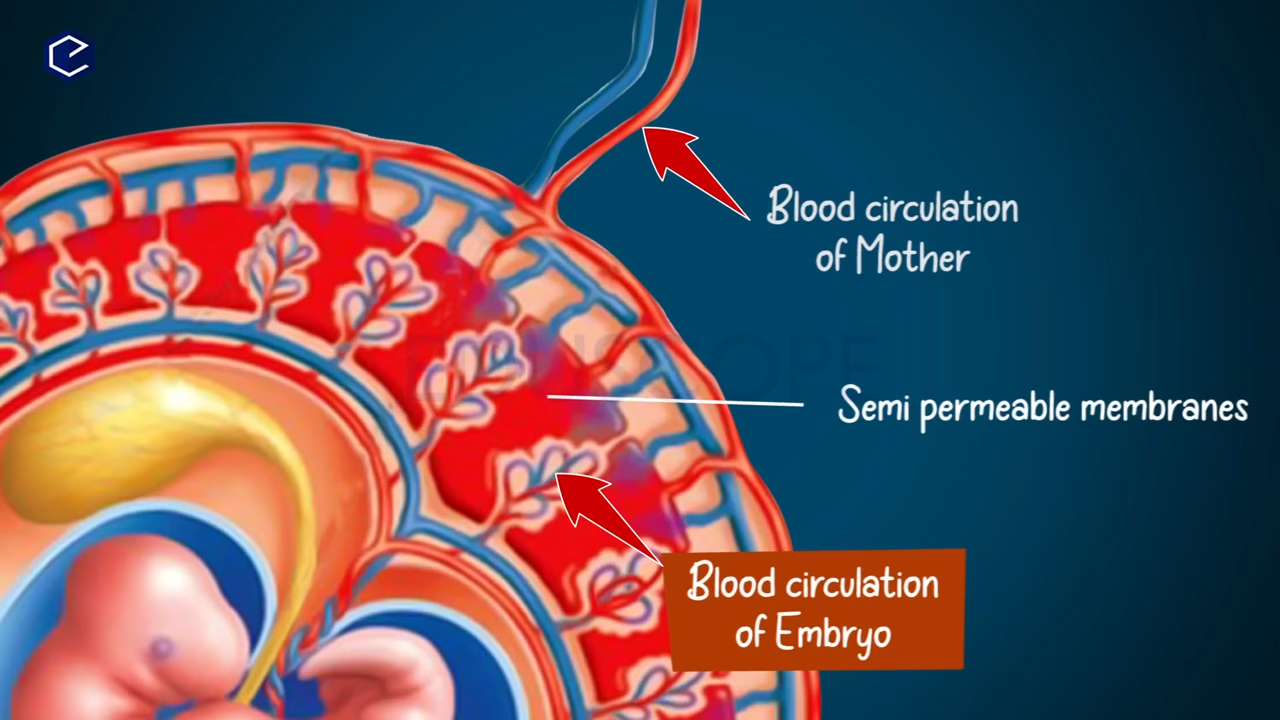 Blood circulation
of Mother
Semi permeable membranes
Blood circulation
of Embryo